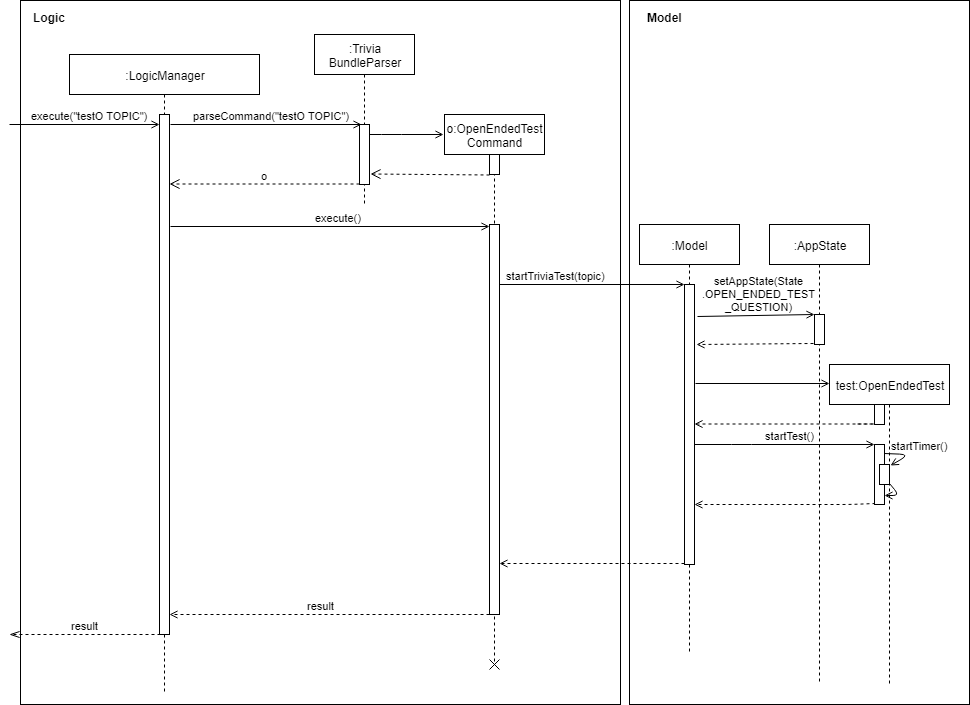 Logic
Model
:Trivia
BundleParser
:LogicManager
execute("testO TOPIC")
parseCommand("testO TOPIC")
o:OpenEndedTest
Command
o
execute()
:Model
:AppState
startTriviaTest(topic)
setAppState(State
.OPEN_ENDED_TEST
_QUESTION)
test:OpenEndedTest
startTest()
startTimer()
result
result